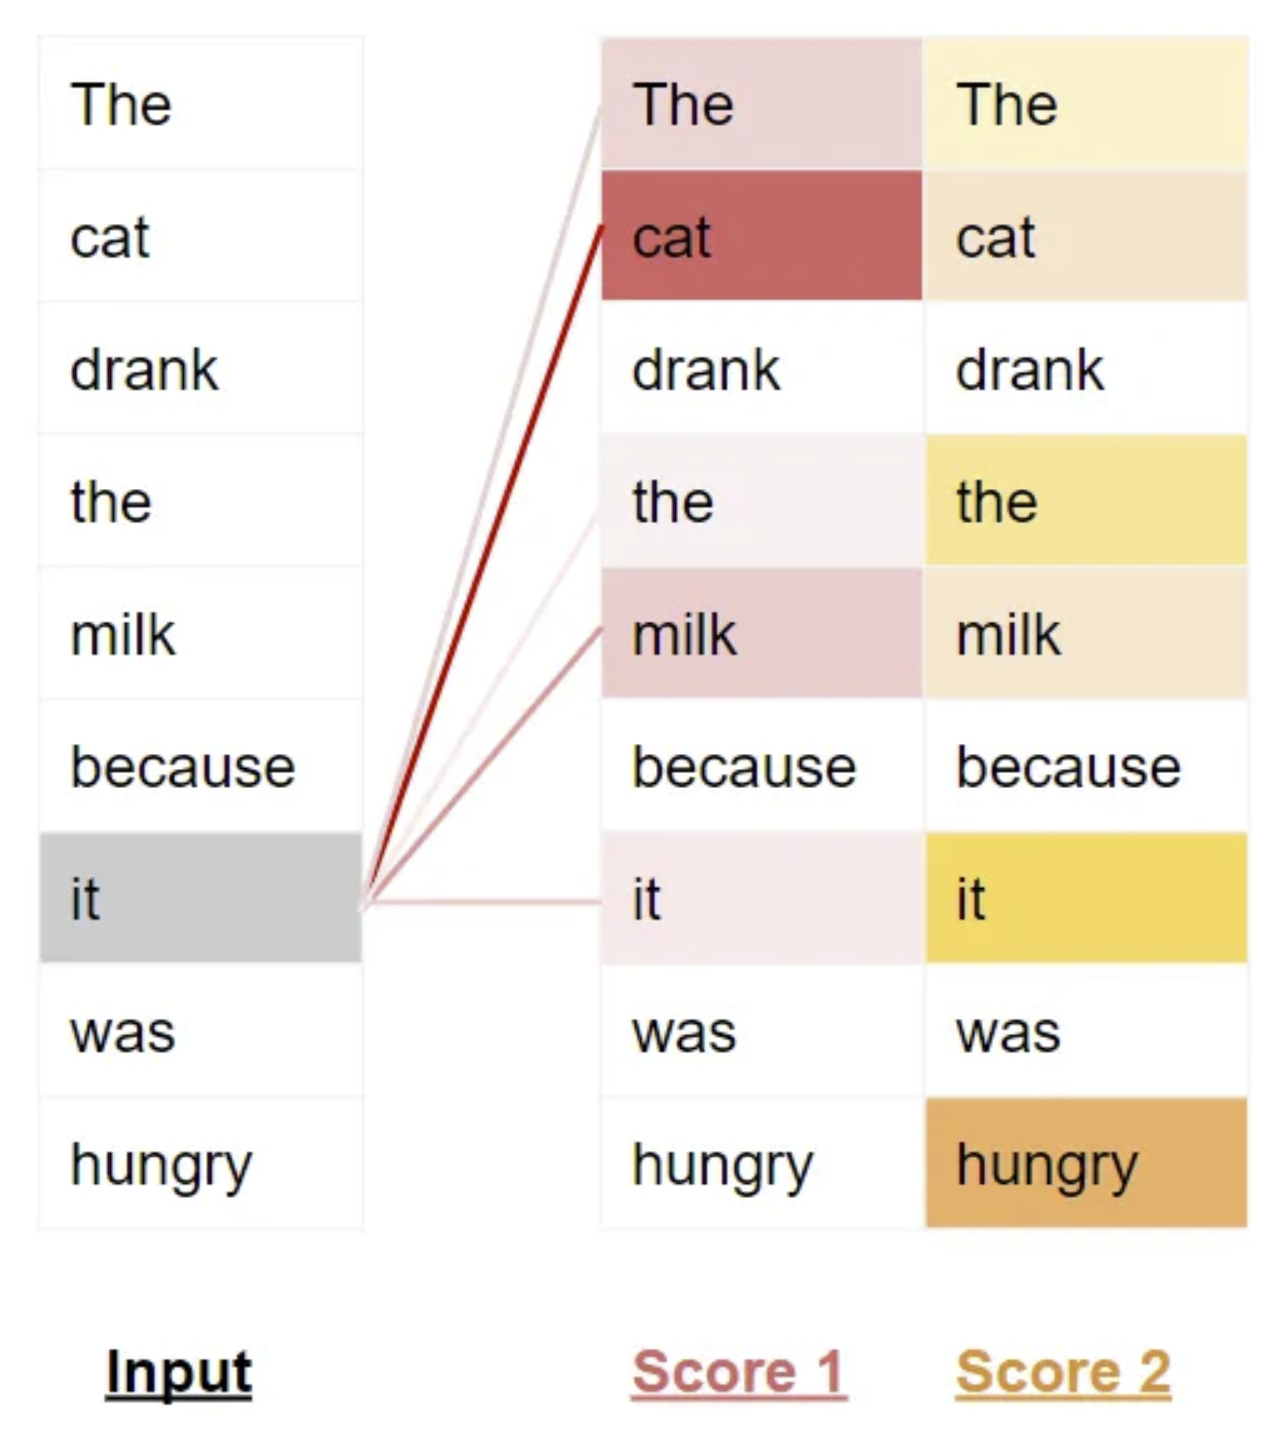 The The The
cat cat cat
drank drank drank
the the the
milk milk milk
because because because
it it it
was was was
hungry hungry hungry
Input Score 1 Score 2